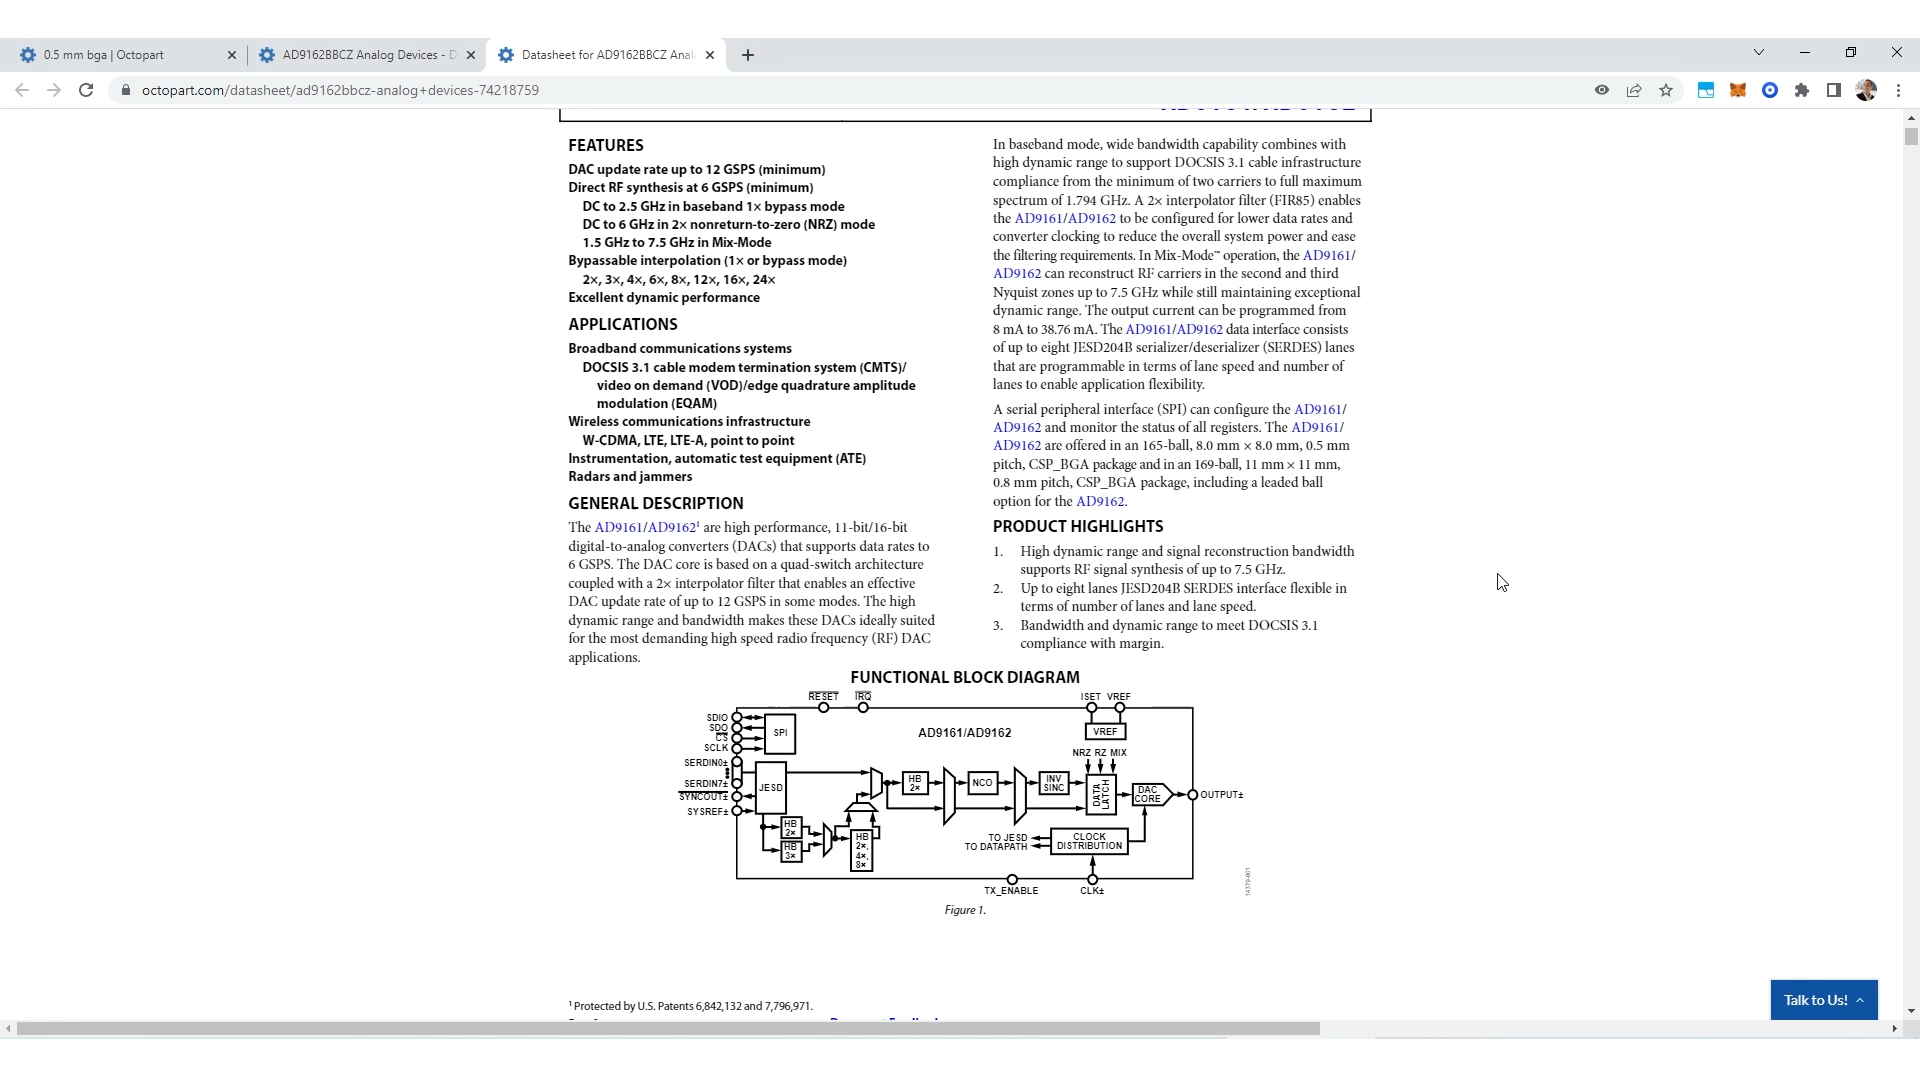 0.5 mm bga | Octopart
AD9162BBCZ Analog Devices - D
Datasheet for AD9162BBCZ Anal
octopart.com/datasheet/ad9162bbcz-analog+devices-74218759
FEATURES
DAC update rate up to 12 GSPS (minimum)
Direct RF synthesis at 6 GSPS (minimum)
DC to 2.5 GHz in baseband 1× bypass mode
DC to 6 GHz in 2× nonreturn-to-zero (NRZ) mode
1.5 GHz to 7.5 GHz in Mix-Mode
Bypassable interpolation (1× or bypass mode)
2×, 3×, 4×, 6×, 8×, 12×, 16×, 24×
Excellent dynamic performance
APPLICATIONS
Broadband communications systems
DOCSIS 3.1 cable modem termination system (CMTS)/
video on demand (VOD)/edge quadrature amplitude
modulation (EQAM)
Wireless communications infrastructure
W-CDMA, LTE, LTE-A, point to point
Instrumentation, automatic test equipment (ATE)
Radars and jammers
GENERAL DESCRIPTION
The AD9161/AD9162¹ are high performance, 11-bit/16-bit
digital-to-analog converters (DACs) that supports data rates to
6 GSPS. The DAC core is based on a quad-switch architecture
coupled with a 2× interpolator filter that enables an effective
DAC update rate of up to 12 GSPS in some modes. The high
dynamic range and bandwidth makes these DACs ideally suited
for the most demanding high speed radio frequency (RF) DAC
applications.
In baseband mode, wide bandwidth capability combines with
high dynamic range to support DOCSIS 3.1 cable infrastructure
compliance from the minimum of two carriers to full maximum
spectrum of 1.794 GHz. A 2× interpolator filter (FIR85) enables
the AD9161/AD9162 to be configured for lower data rates and
converter clocking to reduce the overall system power and ease
the filtering requirements. In Mix-Mode™ operation, the AD9161/
AD9162 can reconstruct RF carriers in the second and third
Nyquist zones up to 7.5 GHz while still maintaining exceptional
dynamic range. The output current can be programmed from
8 mA to 38.76 mA. The AD9161/AD9162 data interface consists
of up to eight JESD204B serializer/deserializer (SERDES) lanes
that are programmable in terms of lane speed and number of
lanes to enable application flexibility.
A serial peripheral interface (SPI) can configure the AD9161/
AD9162 and monitor the status of all registers. The AD9161/
AD9162 are offered in an 165-ball, 8.0 mm × 8.0 mm, 0.5 mm
pitch, CSP_BGA package and in an 169-ball, 11 mm × 11 mm,
0.8 mm pitch, CSP_BGA package, including a leaded ball
option for the AD9162.
PRODUCT HIGHLIGHTS
1. High dynamic range and signal reconstruction bandwidth
supports RF signal synthesis of up to 7.5 GHz.
2. Up to eight lanes JESD204B SERDES interface flexible in
terms of number of lanes and lane speed.
3. Bandwidth and dynamic range to meet DOCSIS 3.1
compliance with margin.
FUNCTIONAL BLOCK DIAGRAM
RESET IRQ ISET VREF
SDIO
SDO
CS
SCLK
SPI
AD9161/AD9162
VREF
NRZ RZ MIX
SERDIN0±
SERDIN7±
SYNCOUT±
SYSREF±
JESD
HB
2×
NCO
INV
SINC
DATA
LATCH
DAC
CORE
OUTPUT±
HB
2×
HB
3×
HB
2×,
4×,
8×
TO JESD
TO DATAPATH
CLOCK
DISTRIBUTION
TX_ENABLE CLK±
14379-001
Figure 1.
¹ Protected by U.S. Patents 6,842,132 and 7,796,971.
Talk to Us!